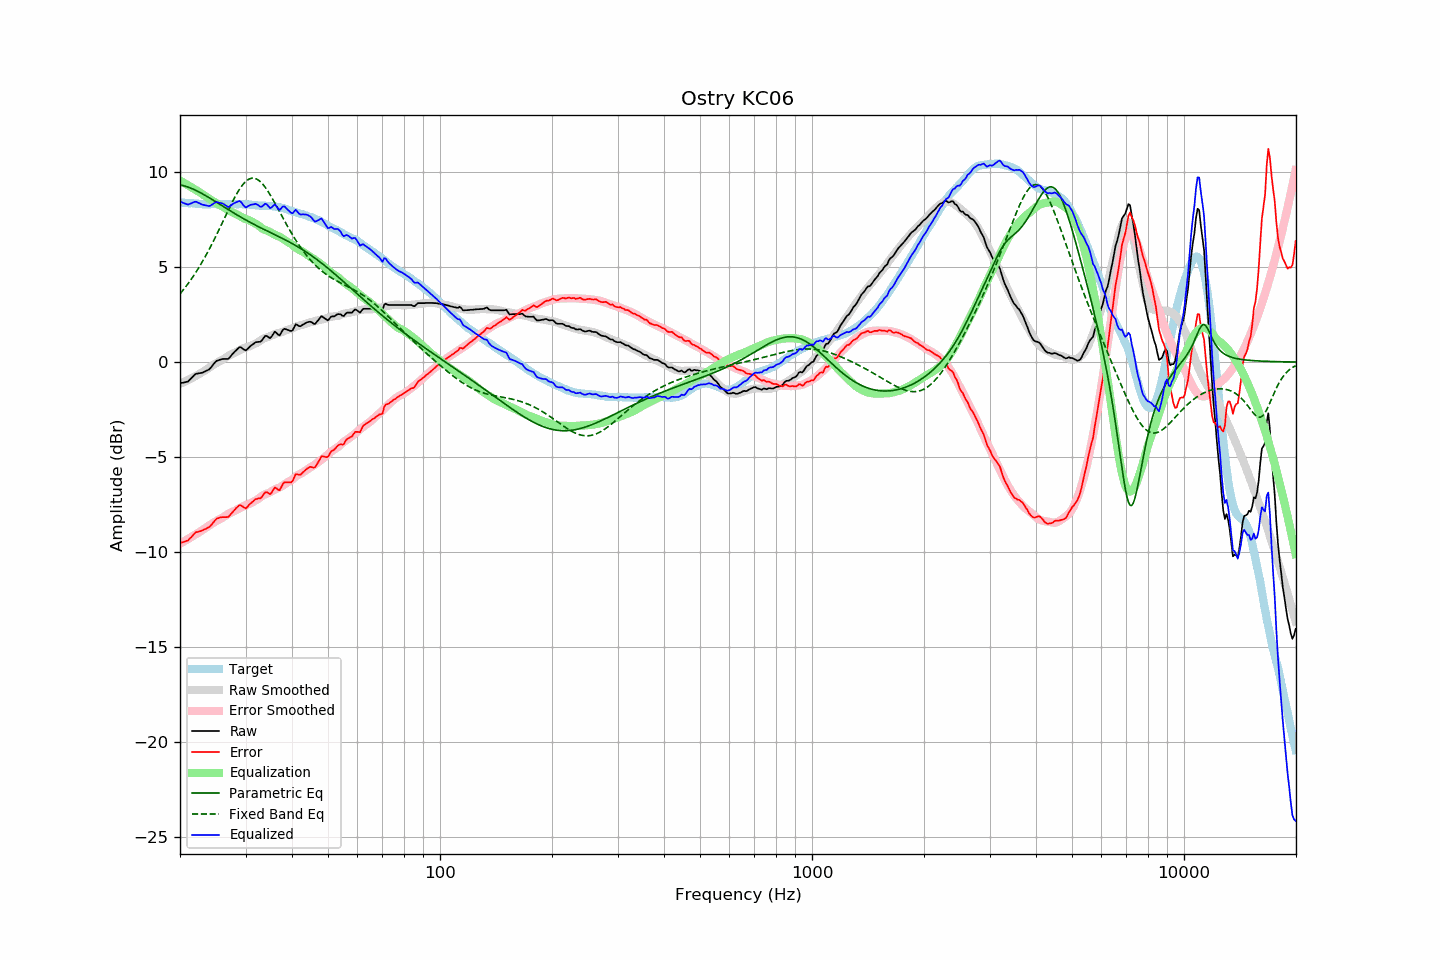 Ostry KC06
10
5
0
−5
−10
−15
−20
−25
Amplitude (dBr)
Target
Raw Smoothed
Error Smoothed
Raw
Error
Equalization
Parametric Eq
Fixed Band Eq
Equalized
100
1000
10000
Frequency (Hz)